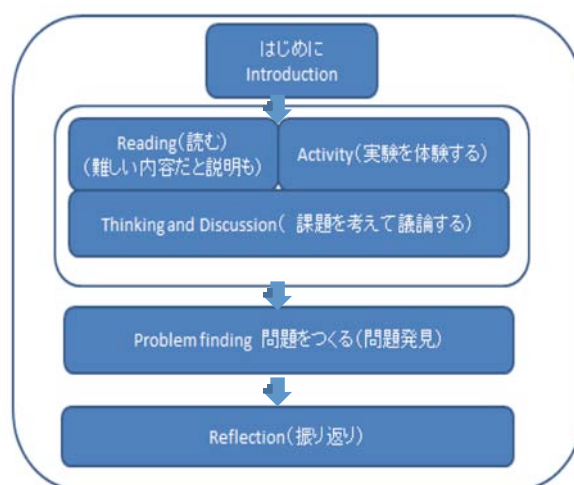 はじめに
Introduction
Reading(読む)
(難しい内容だと説明も)
Activity(実験を体験する)
Thinking and Discussion( 課題を考えて議論する)
Problem finding 問題をつくる(問題発見)
Reflection(振り返り)